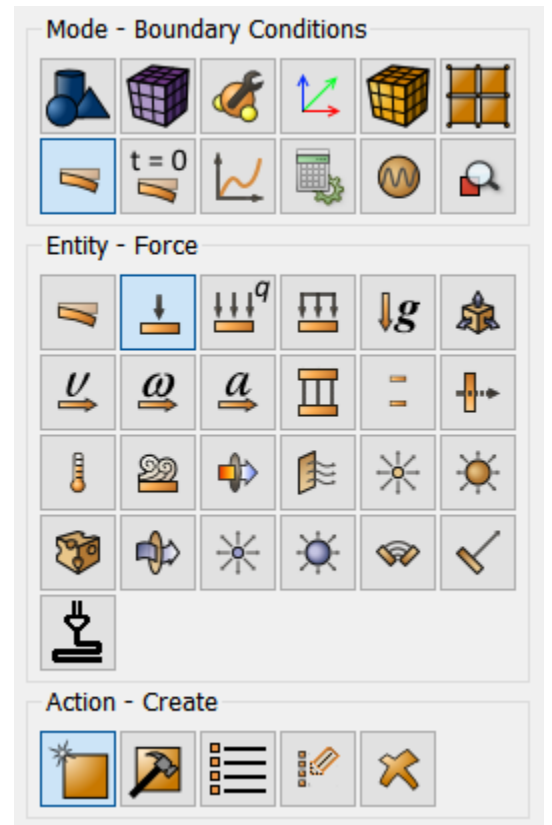 Mode - Boundary Conditions
t = 0
Entity - Force
q
g
υ ω a
Action - Create